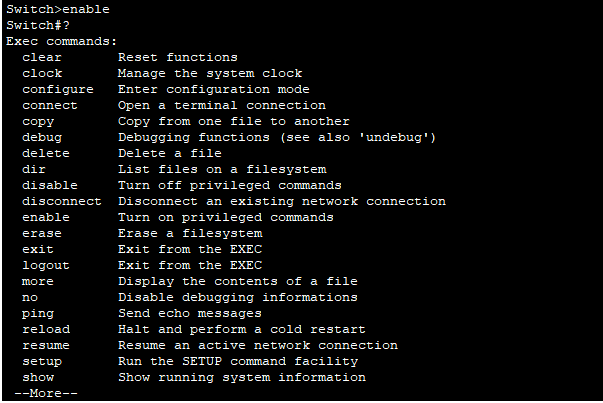 Switch>enable
Switch#?
Exec commands:
  clear       Reset functions
  clock       Manage the system clock
  configure   Enter configuration mode
  connect     Open a terminal connection
  copy        Copy from one file to another
  debug       Debugging functions (see also 'undebug')
  delete      Delete a file
  dir         List files on a filesystem
  disable     Turn off privileged commands
  disconnect  Disconnect an existing network connection
  enable      Turn on privileged commands
  erase       Erase a filesystem
  exit        Exit from the EXEC
  logout      Exit from the EXEC
  more        Display the contents of a file
  no          Disable debugging informations
  ping        Send echo messages
  reload      Halt and perform a cold restart
  resume      Resume an active network connection
  setup       Run the SETUP command facility
  show        Show running system information
 --More--